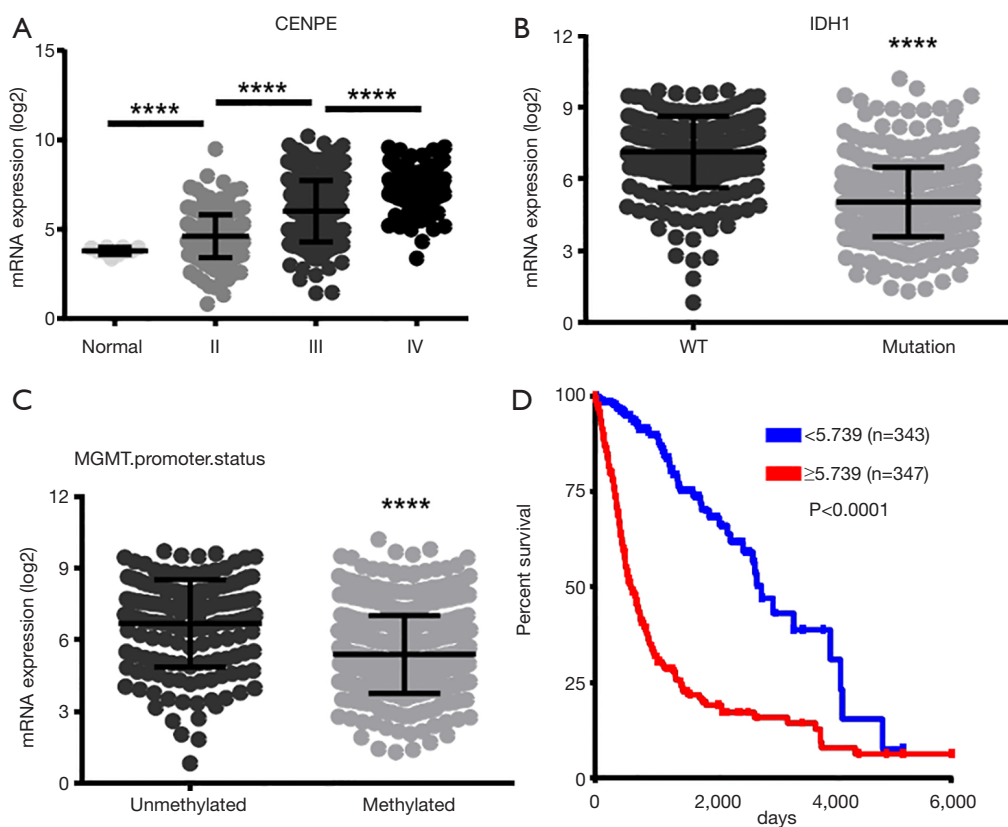 A
CENPE
mRNA expression (log2)
15
10
5
0
****
****
****
Normal
II
III
IV
B
IDH1
mRNA expression (log2)
12
9
6
3
0
****
WT
Mutation
C
MGMT.promoter.status
mRNA expression (log2)
12
9
6
3
0
****
Unmethylated
Methylated
D
Percent survival
100
75
50
25
0
<5.739 (n=343)
≥5.739 (n=347)
P<0.0001
0
2,000
4,000
6,000
days